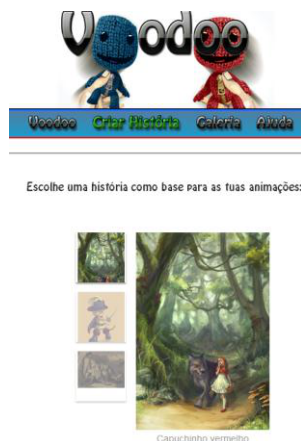 Voodoo
Voodoo Criar História Galeria Ajuda
Escolhe uma história como base para as tuas animações:
Capuchinho vermelho